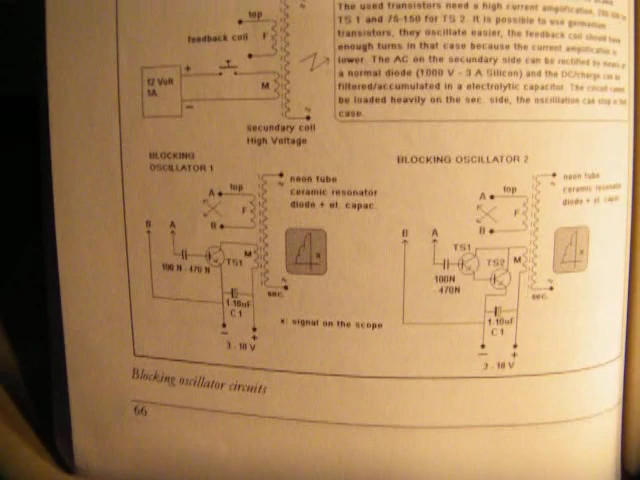 The used transistors need a high current amplification,
TS 1 and 75-150 for TS 2. It is possible to use germanium
transistors, they oscillate easier, the feedback coil should have
enough turns in that case because the current amplification is
lower. The AC on the secundary side can be rectified by means of
a normal diode (1000 V - 3 A Silicon) and the DC/charge can be
filtered/accumulated in a electrolytic capacitor. The circuit cannot
be loaded heavily on the sec. side, the oscillation can stop in that
case.
top
feedback coil
F
12 Volt
1A
+
−
M
secundary coil
High Voltage
BLOCKING
OSCILLATOR 1
A
top
F
B
B
A
100 N - 470 N
TS1
M
neon tube
ceramic resonator
diode + el. capac.
x
sec.
1-10uF
C1
x: signal on the scope
−
+
3 - 18 V
BLOCKING OSCILLATOR 2
A
top
F
B
B
A
TS1
TS2
M
100N
-470N
neon tube
ceramic resonator
diode + el. capac
x
sec.
1-10uF
C1
−
+
3 - 18 V
Blocking oscillator circuits
66